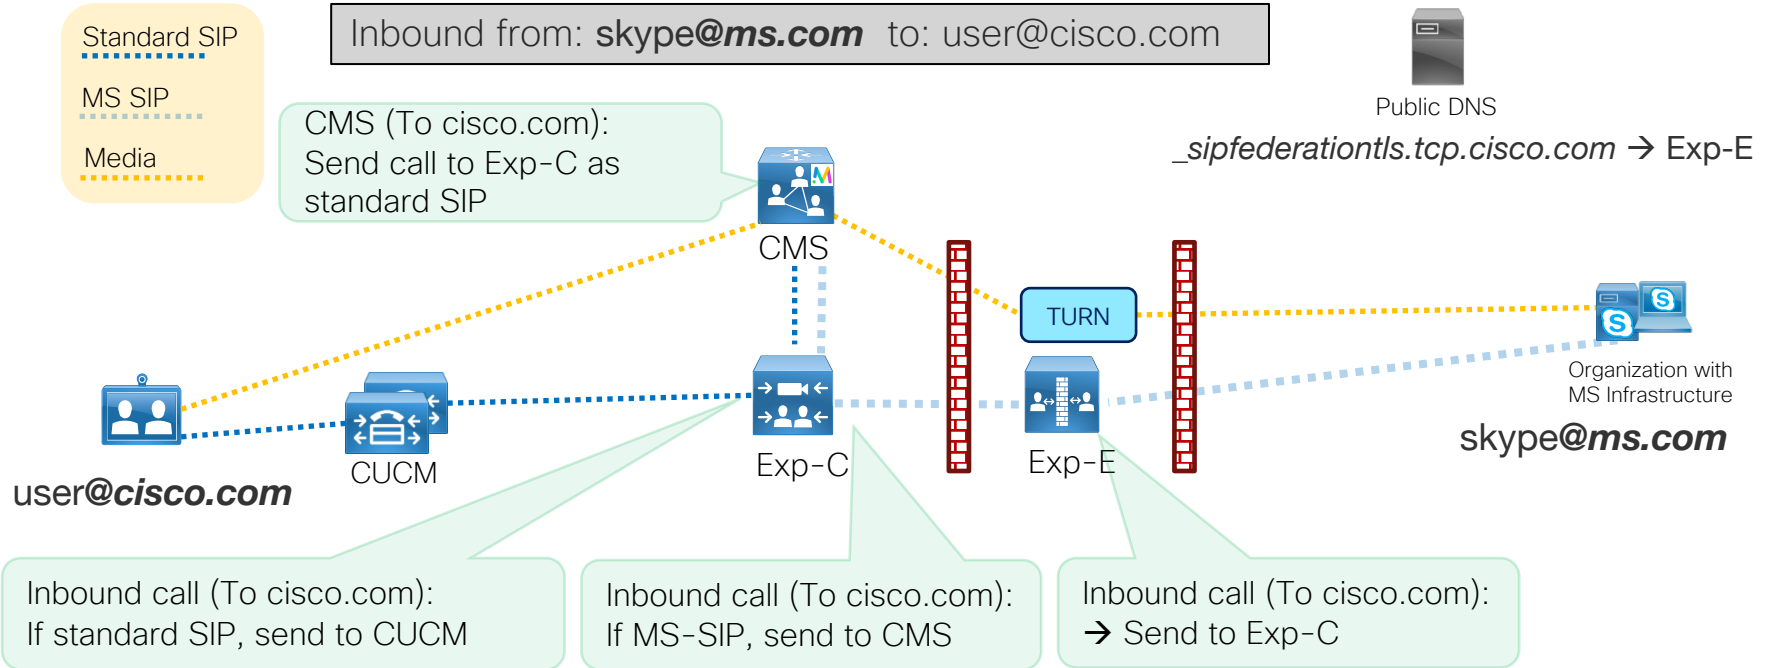 Standard SIP
MS SIP
Media
Inbound from: skype@ms.com to: user@cisco.com
Public DNS
_sipfederationtls.tcp.cisco.com → Exp-E
CMS (To cisco.com):
Send call to Exp-C as
standard SIP
CMS
TURN
Organization with
MS Infrastructure
skype@ms.com
CUCM
Exp-C
Exp-E
user@cisco.com
Inbound call (To cisco.com):
If standard SIP, send to CUCM
Inbound call (To cisco.com):
If MS-SIP, send to CMS
Inbound call (To cisco.com):
→ Send to Exp-C